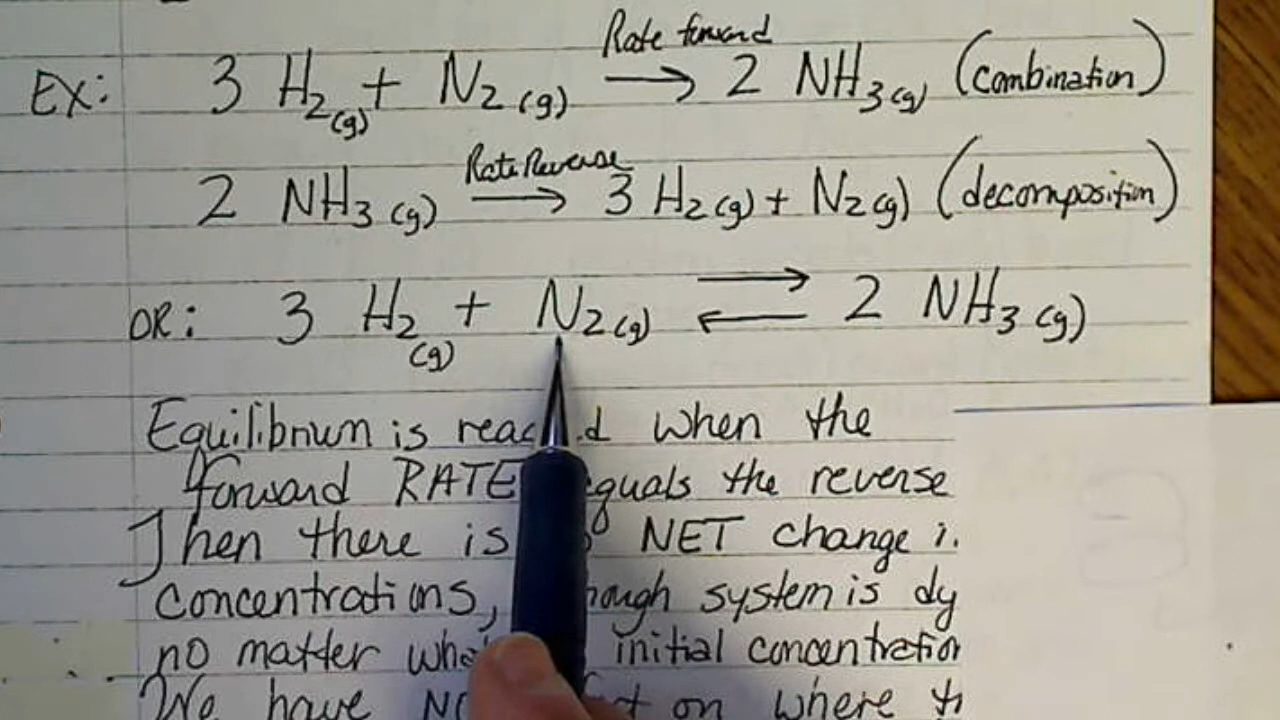 Rate forward
EX: 3 H₂(g) + N₂(g) → 2 NH₃(g) (combination)
Rate Reverse
2 NH₃(g) → 3 H₂(g) + N₂(g) (decomposition)
OR: 3 H₂(g) + N₂(g) ⇄ 2 NH₃(g)
Equilibrium is when the
forward RATE equals the reverse
Then there is NET change
concentrations, system is
no matter initial
We have on where